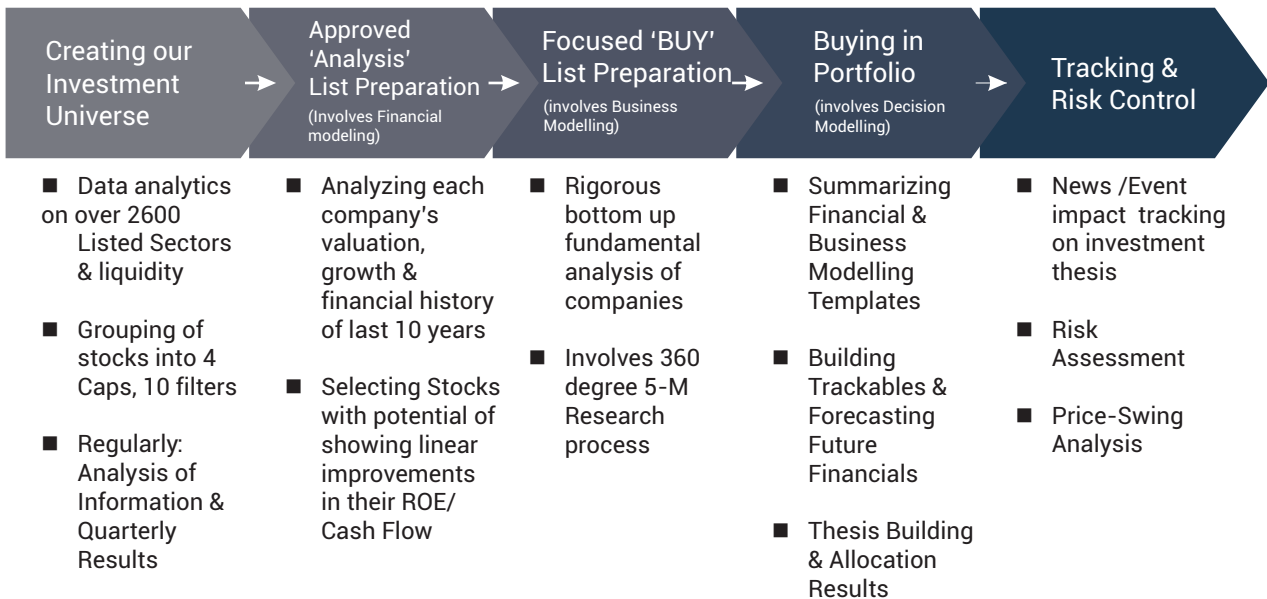 Creating our
Investment
Universe
Approved
‘Analysis’
List Preparation
(Involves Financial
modeling)
Focused ‘BUY’
List Preparation
(involves Business
Modelling)
Buying in
Portfolio
(involves Decision
Modelling)
Tracking &
Risk Control
■ Data analytics
on over 2600
Listed Sectors
& liquidity
■ Grouping of
stocks into 4
Caps, 10 filters
■ Regularly:
Analysis of
Information &
Quarterly
Results
■ Analyzing each
company's
valuation,
growth &
financial history
of last 10 years
■ Selecting Stocks
with potential of
showing linear
improvements
in their ROE/
Cash Flow
■ Rigorous
bottom up
fundamental
analysis of
companies
■ Involves 360
degree 5-M
Research
process
■ Summarizing
Financial &
Business
Modelling
Templates
■ Building
Trackables &
Forecasting
Future
Financials
■ Thesis Building
& Allocation
Results
■ News /Event
impact tracking
on investment
thesis
■ Risk
Assessment
■ Price-Swing
Analysis